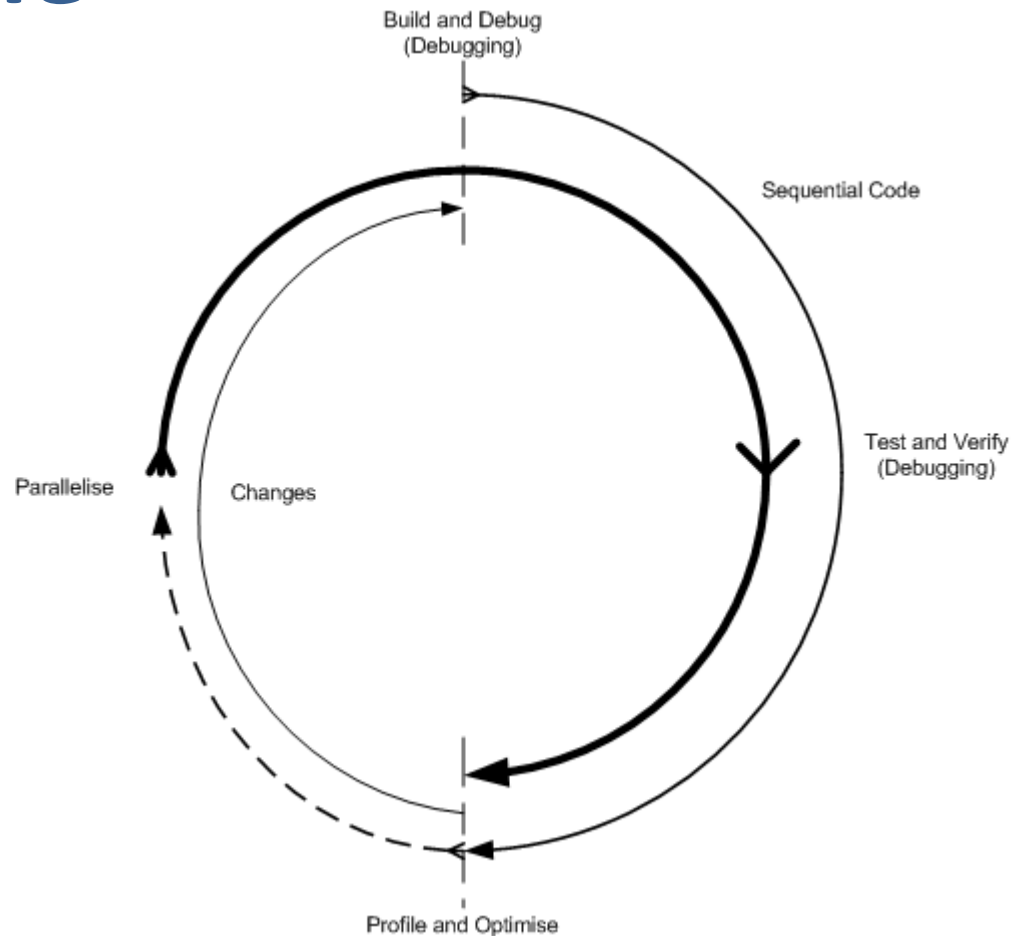 Build and Debug
(Debugging)
Sequential Code
Test and Verify
(Debugging)
Parallelise
Changes
Profile and Optimise